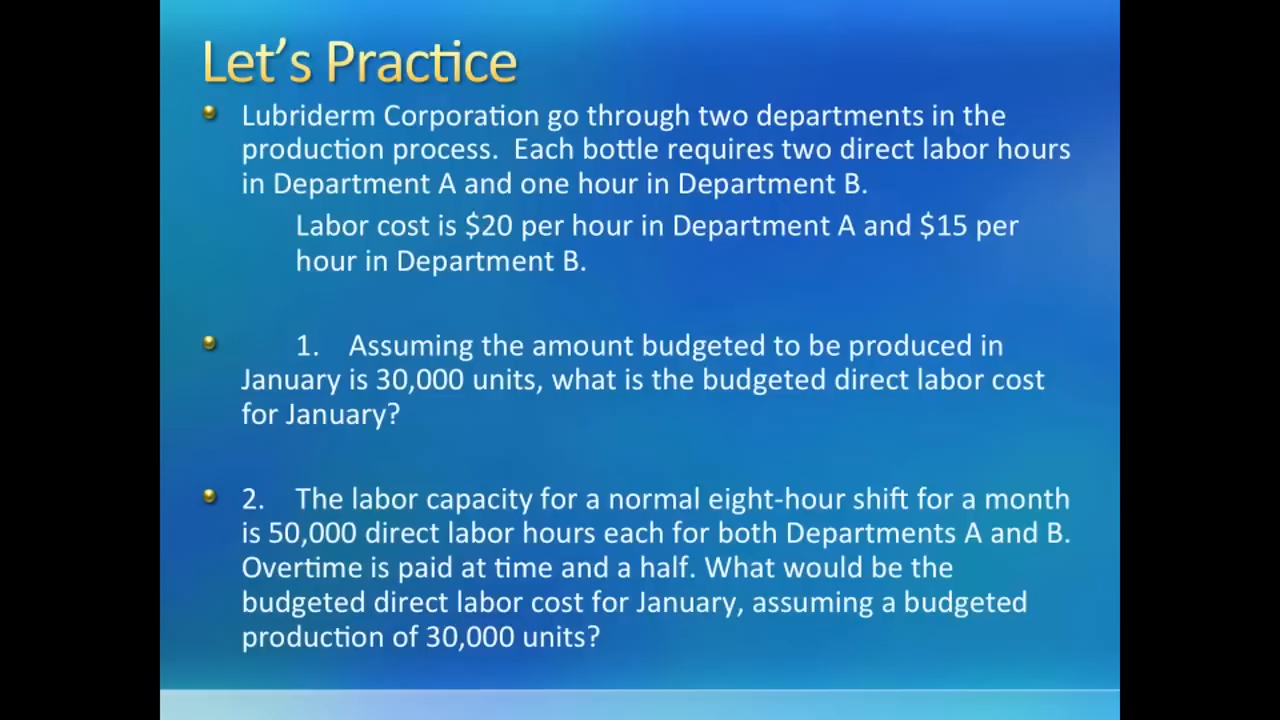 Let's Practice
Lubriderm Corporation go through two departments in the
production process. Each bottle requires two direct labor hours
in Department A and one hour in Department B.
Labor cost is $20 per hour in Department A and $15 per
hour in Department B.
1. Assuming the amount budgeted to be produced in
January is 30,000 units, what is the budgeted direct labor cost
for January?
2. The labor capacity for a normal eight-hour shift for a month
is 50,000 direct labor hours each for both Departments A and B.
Overtime is paid at time and a half. What would be the
budgeted direct labor cost for January, assuming a budgeted
production of 30,000 units?